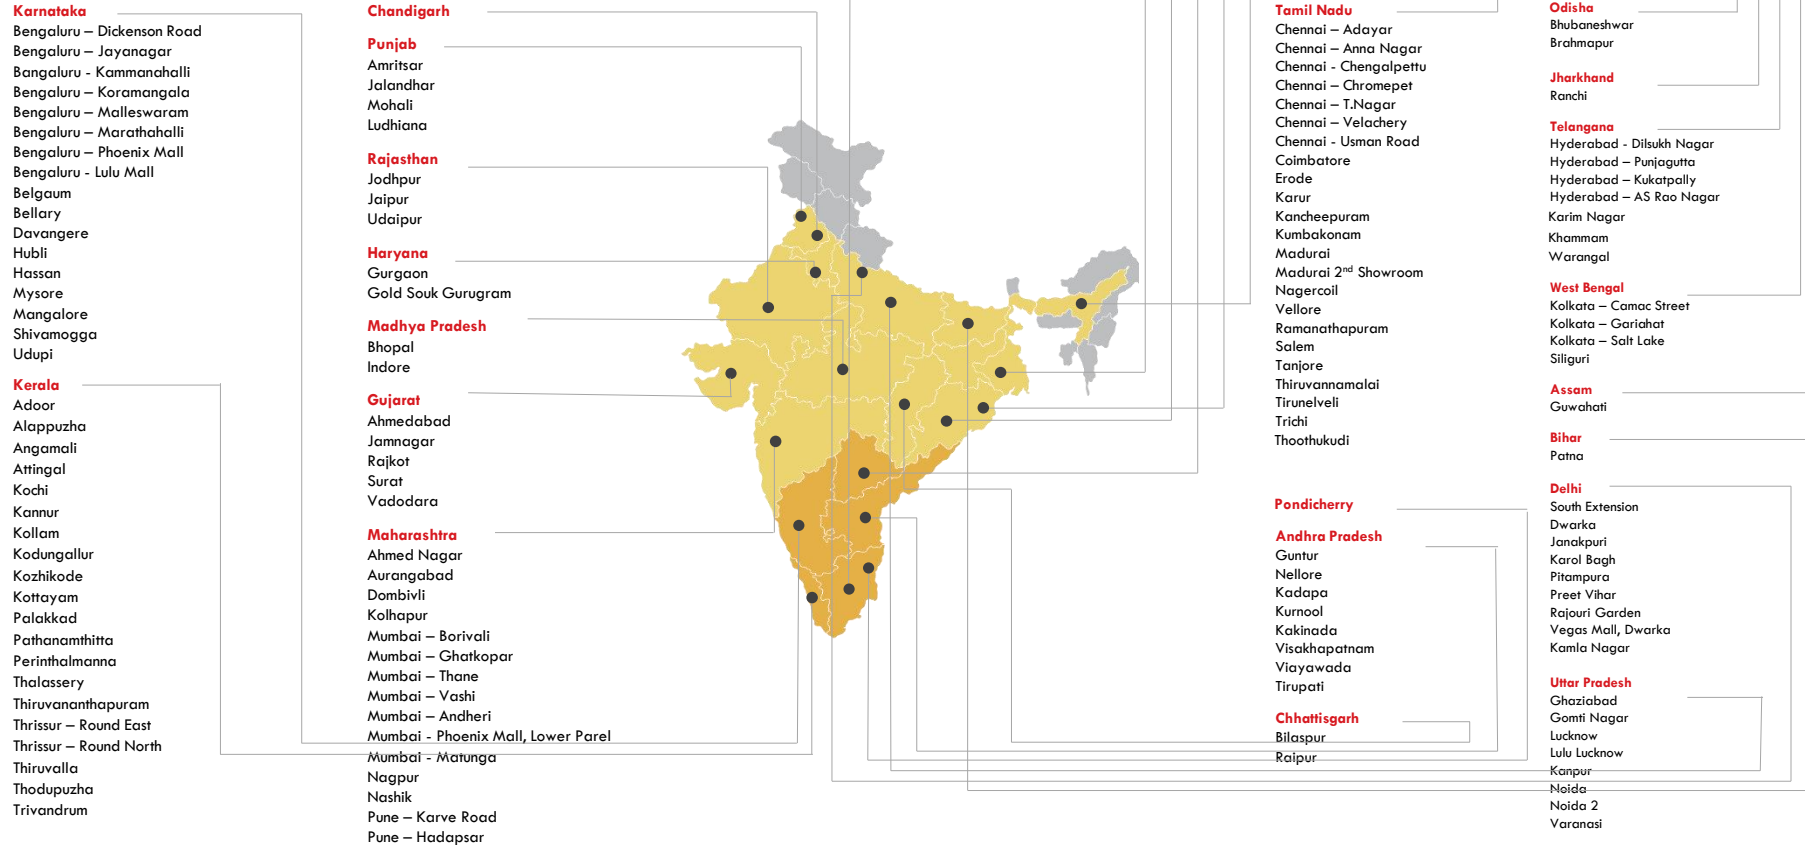 Karnataka
Bengaluru – Dickenson Road
Bengaluru – Jayanagar
Bangaluru - Kammanahalli
Bengaluru – Koramangala
Bengaluru – Malleswaram
Bengaluru – Marathahalli
Bengaluru – Phoenix Mall
Bengaluru - Lulu Mall
Belgaum
Bellary
Davangere
Hubli
Hassan
Mysore
Mangalore
Shivamogga
Udupi
Kerala
Adoor
Alappuzha
Angamali
Attingal
Kochi
Kannur
Kollam
Kodungallur
Kozhikode
Kottayam
Palakkad
Pathanamthitta
Perinthalmanna
Thalassery
Thiruvananthapuram
Thrissur – Round East
Thrissur – Round North
Thiruvalla
Thodupuzha
Trivandrum
Chandigarh
Punjab
Amritsar
Jalandhar
Mohali
Ludhiana
Rajasthan
Jodhpur
Jaipur
Udaipur
Haryana
Gurgaon
Gold Souk Gurugram
Madhya Pradesh
Bhopal
Indore
Gujarat
Ahmedabad
Jamnagar
Rajkot
Surat
Vadodara
Maharashtra
Ahmed Nagar
Aurangabad
Dombivli
Kolhapur
Mumbai – Borivali
Mumbai – Ghatkopar
Mumbai – Thane
Mumbai – Vashi
Mumbai – Andheri
Mumbai - Phoenix Mall, Lower Parel
Mumbai - Matunga
Nagpur
Nashik
Pune – Karve Road
Pune – Hadapsar
Tamil Nadu
Chennai – Adayar
Chennai – Anna Nagar
Chennai - Chengalpettu
Chennai – Chromepet
Chennai – T.Nagar
Chennai – Velachery
Chennai - Usman Road
Coimbatore
Erode
Karur
Kancheepuram
Kumbakonam
Madurai
Madurai 2nd Showroom
Nagercoil
Vellore
Ramanathapuram
Salem
Tanjore
Thiruvannamalai
Tirunelveli
Trichi
Thoothukudi
Pondicherry
Andhra Pradesh
Guntur
Nellore
Kadapa
Kurnool
Kakinada
Visakhapatnam
Viayawada
Tirupati
Chhattisgarh
Bilaspur
Raipur
Odisha
Bhubaneshwar
Brahmapur
Jharkhand
Ranchi
Telangana
Hyderabad - Dilsukh Nagar
Hyderabad – Punjagutta
Hyderabad – Kukatpally
Hyderabad – AS Rao Nagar
Karim Nagar
Khammam
Warangal
West Bengal
Kolkata – Camac Street
Kolkata – Gariahat
Kolkata – Salt Lake
Siliguri
Assam
Guwahati
Bihar
Patna
Delhi
South Extension
Dwarka
Janakpuri
Karol Bagh
Pitampura
Preet Vihar
Rajouri Garden
Vegas Mall, Dwarka
Kamla Nagar
Uttar Pradesh
Ghaziabad
Gomti Nagar
Lucknow
Lulu Lucknow
Kanpur
Noida
Noida 2
Varanasi